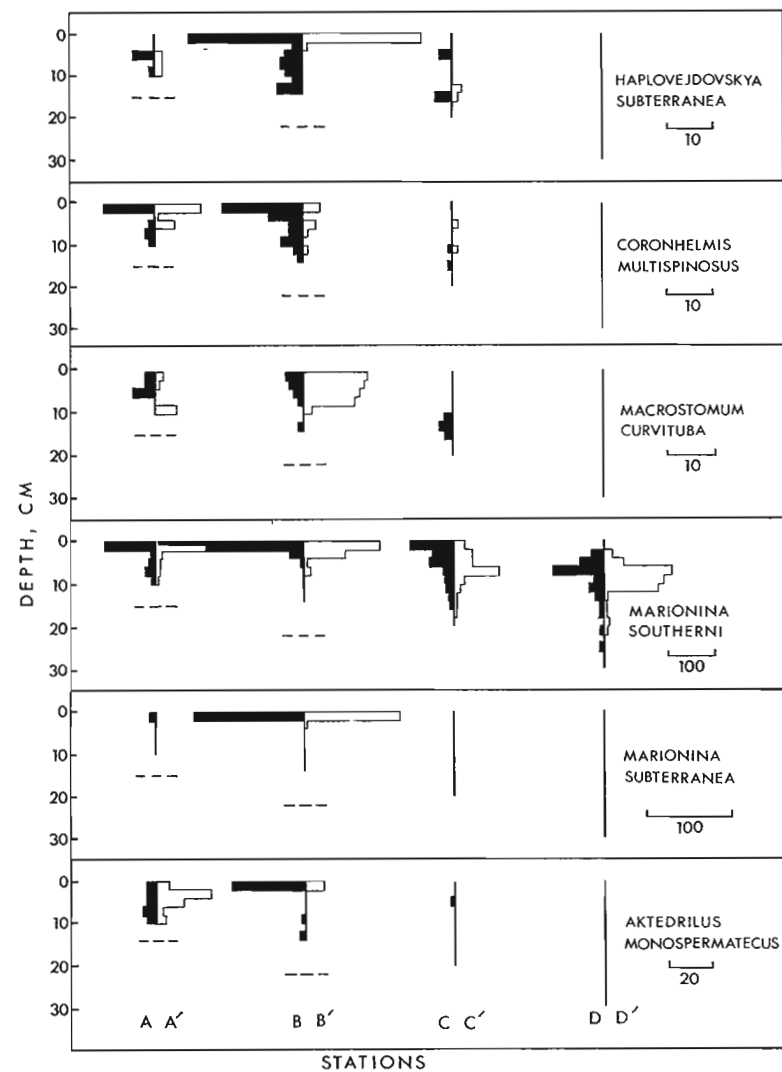 0
10
20
30
HAPLOVEJDOVSKYA
SUBTERRANEA
10
0
10
20
30
CORONHELMIS
MULTISPINOSUS
10
0
10
20
30
MACROSTOMUM
CURVITUBA
10
0
10
20
30
MARIONINA
SOUTHERNI
100
0
10
20
30
MARIONINA
SUBTERRANEA
100
0
10
20
30
AKTEDRILUS
MONOSPERMATECUS
20
DEPTH, CM
A A′ B B′ C C′ D D′
STATIONS